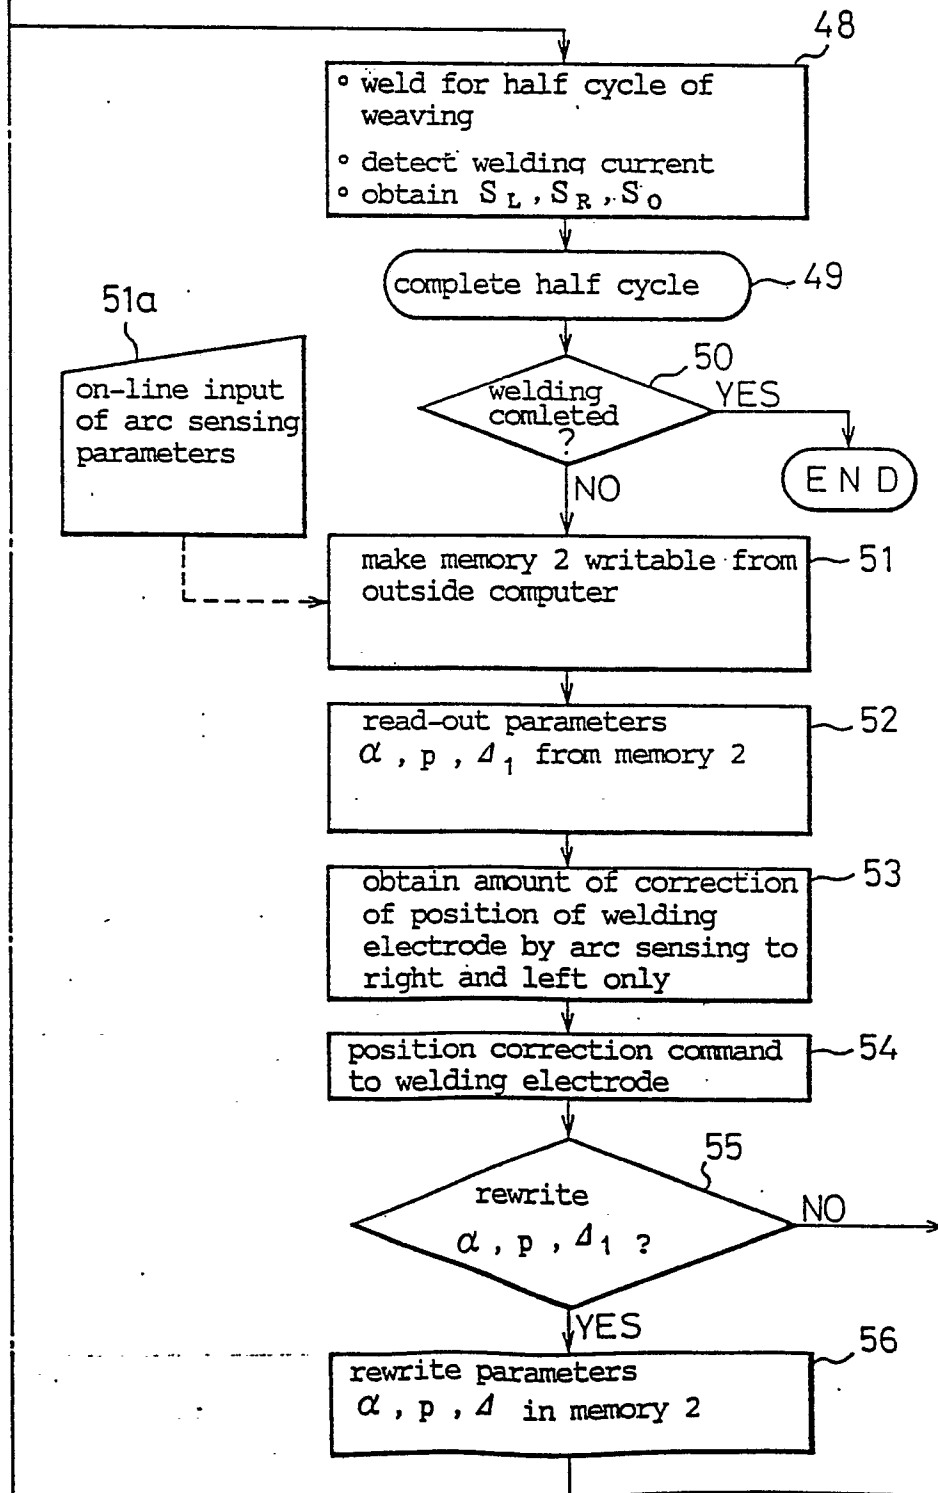 48
° weld for half cycle of
weaving
° detect welding current
° obtain S_L, S_R, S_0
complete half cycle
49
51a
on-line input
of arc sensing
parameters
50
welding
comleted
?
YES
END
NO
make memory 2 writable from
outside computer
51
read-out parameters
α, p, Δ₁ from memory 2
52
obtain amount of correction
of position of welding
electrode by arc sensing to
right and left only
53
position correction command
to welding electrode
54
55
rewrite
α, p, Δ₁ ?
NO
YES
56
rewrite parameters
α, p, Δ in memory 2